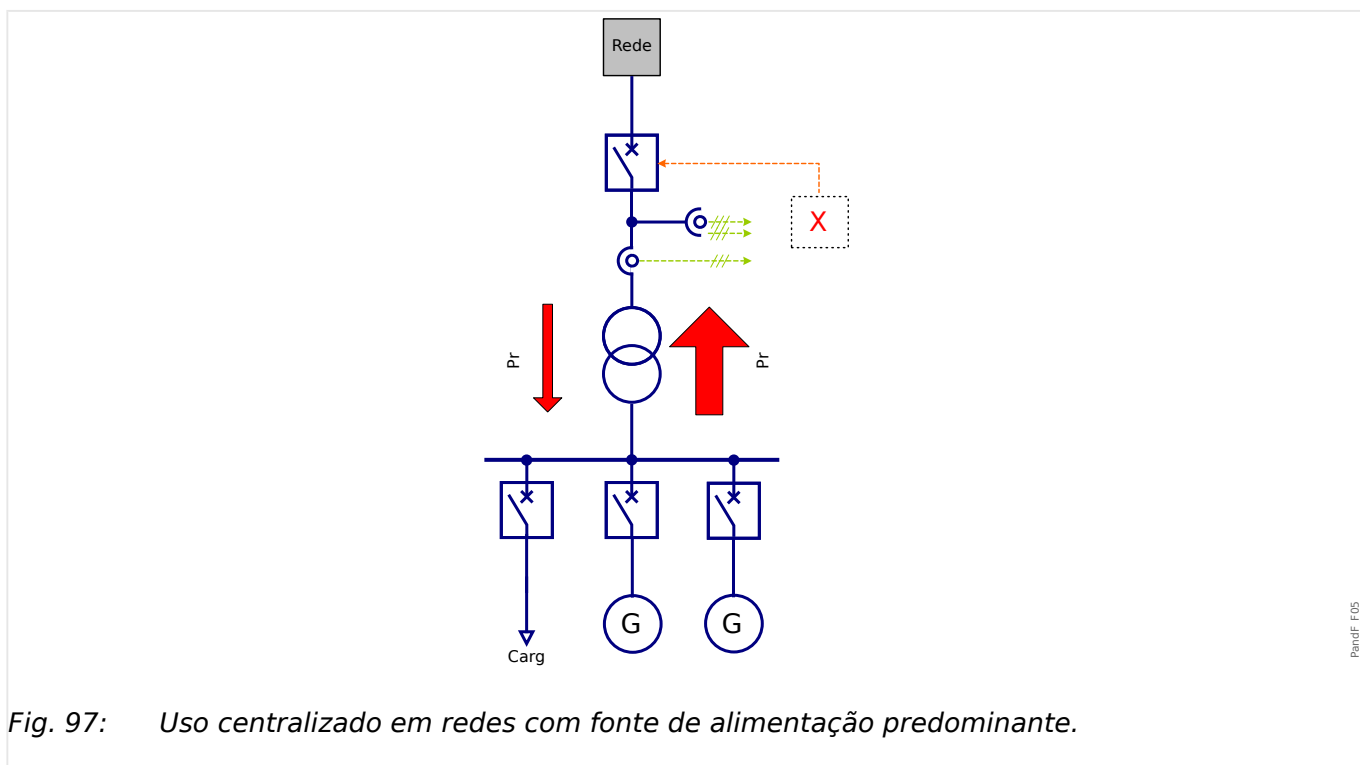 Rede
X
Pr
Pr
G
G
Carg
PandF_F05
Fig. 97: Uso centralizado em redes com fonte de alimentação predominante.